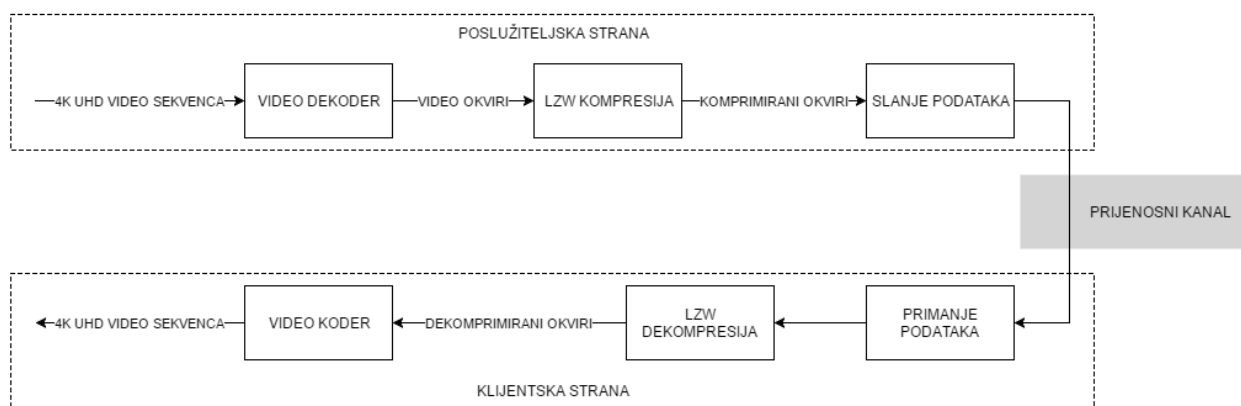 POSLUŽITELJSKA STRANA
4K UHD VIDEO SEKVENCA
VIDEO DEKODER
VIDEO OKVIRI
LZW KOMPRESIJA
KOMPRIMIRANI OKVIRI
SLANJE PODATAKA
PRIJENOSNI KANAL
4K UHD VIDEO SEKVENCA
VIDEO KODER
DEKOMPRIMIRANI OKVIRI
LZW
DEKOMPRESIJA
PRIMANJE
PODATAKA
KLIJENTSKA STRANA